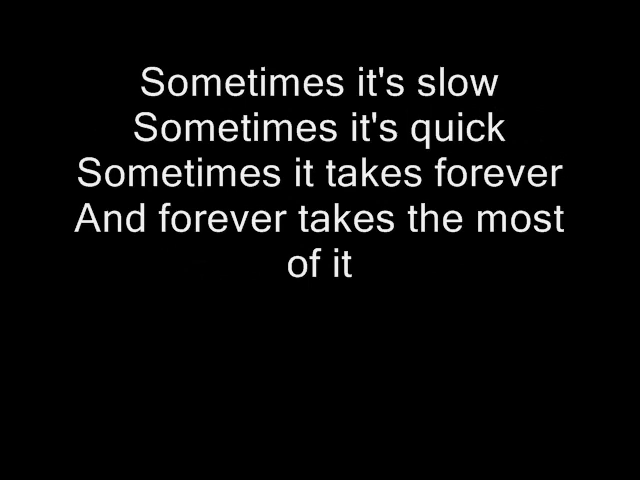 Sometimes it's slow
Sometimes it's quick
Sometimes it takes forever
And forever takes the most
of it